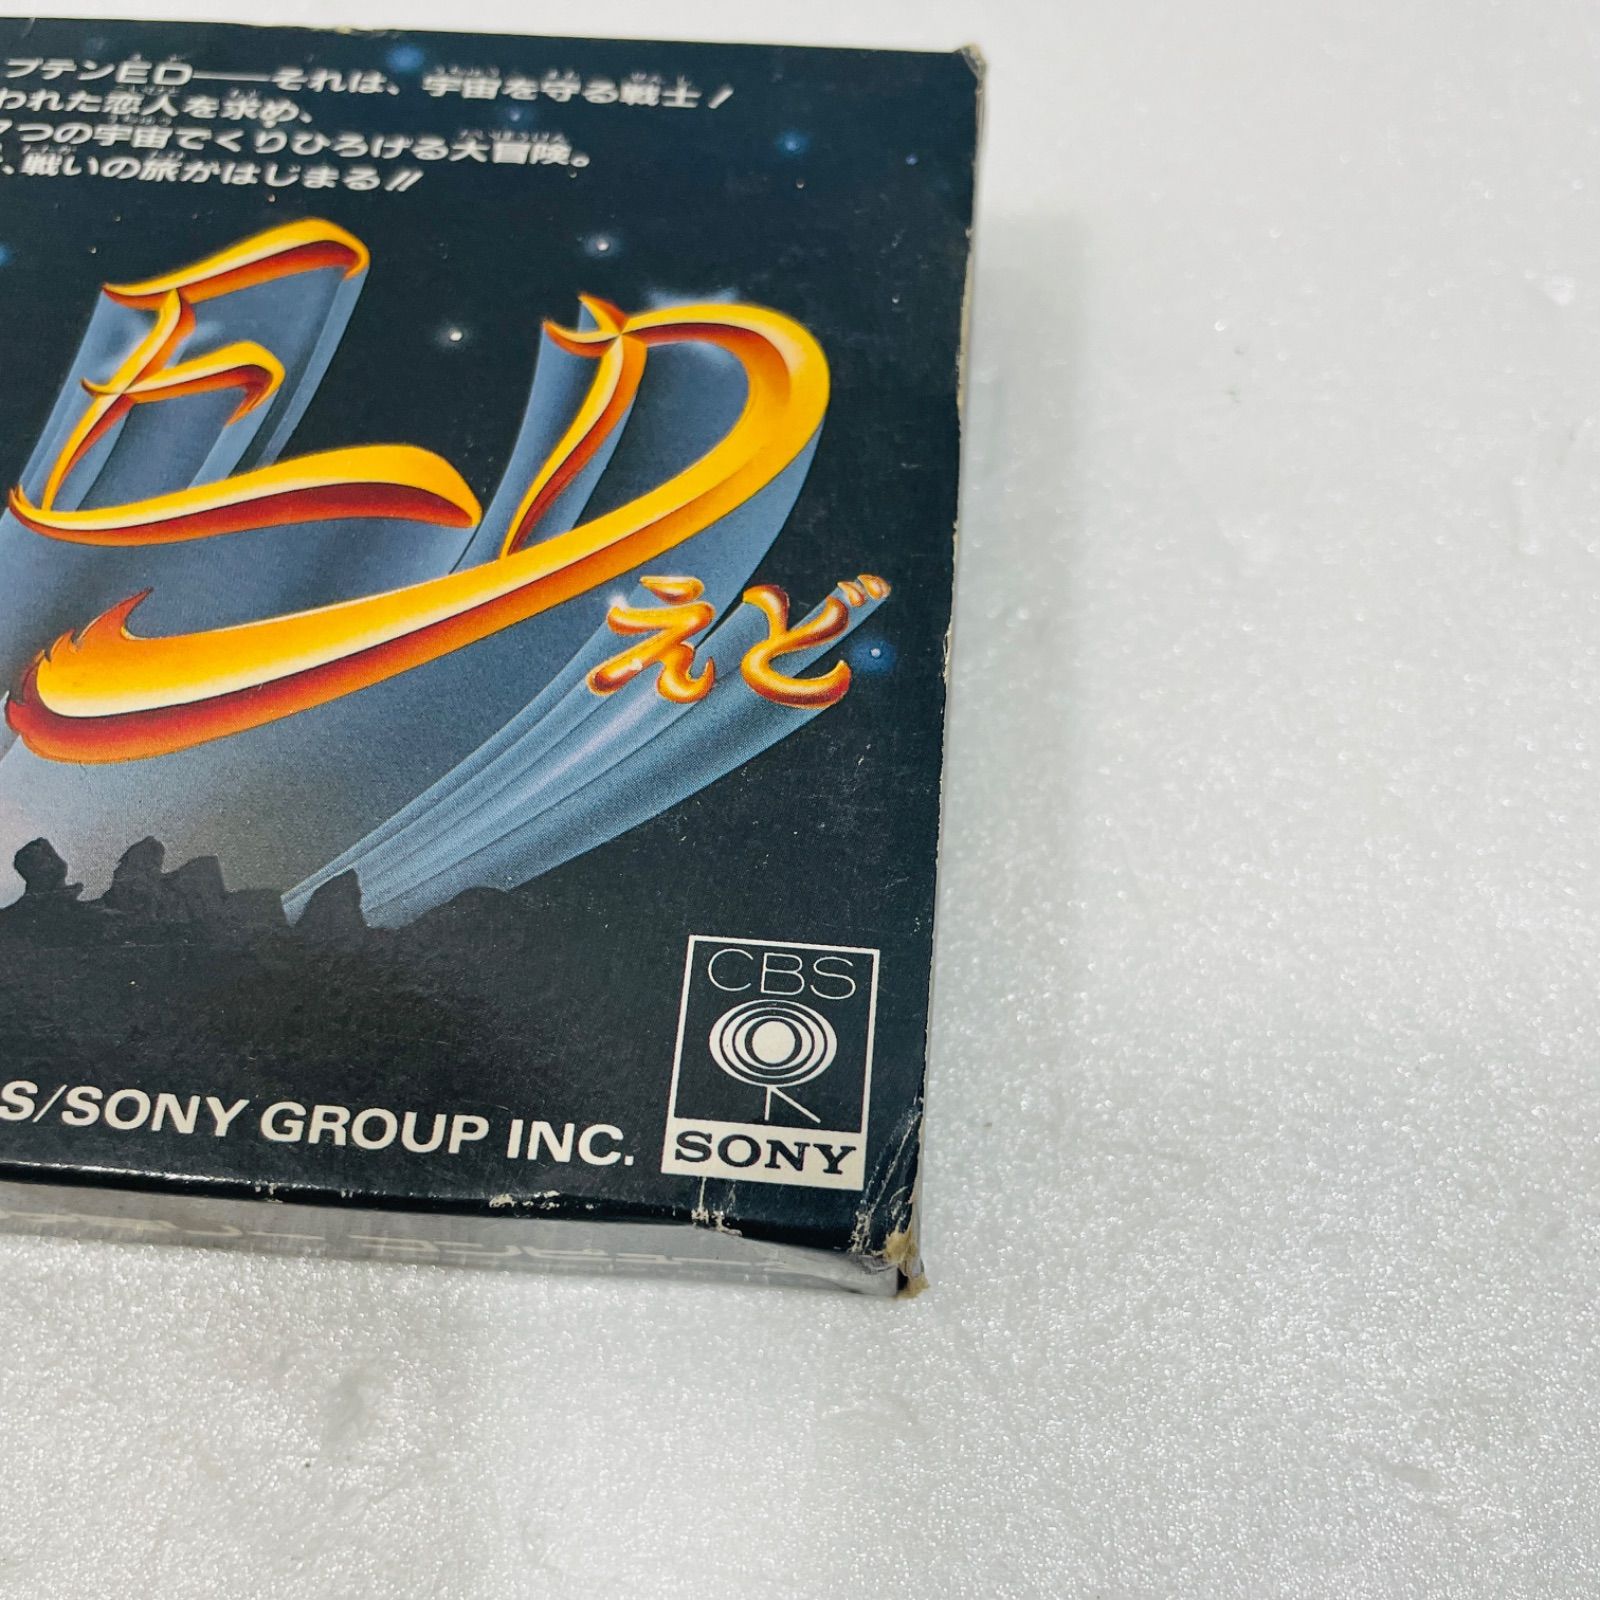 プテンED——それは、宇宙を守る戦士！
われた恋人を求め、
7つの宇宙でくりひろげる大冒険。
、戦いの旅がはじまる!!
ED
えど
CBS
SONY
S/SONY GROUP INC.